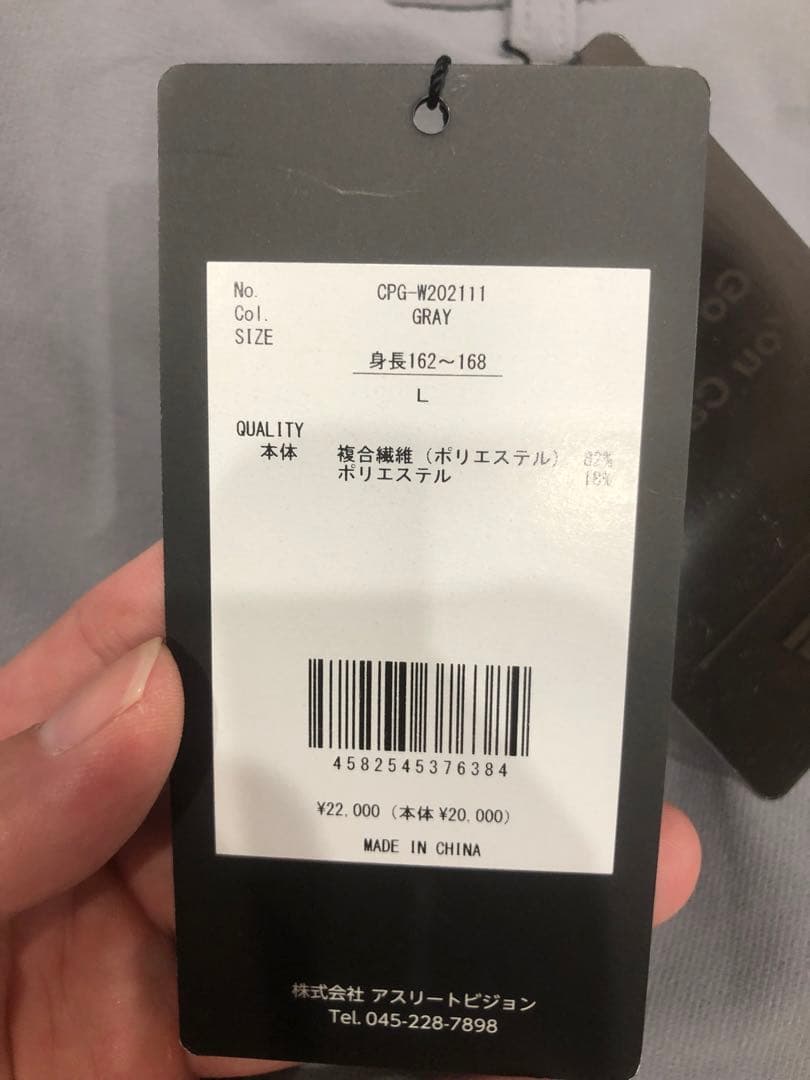 No. CPG-W202111
Col. GRAY
SIZE
身長162～168
L
QUALITY
本体 複合繊維（ポリエステル） 82%
ポリエステル 18%
4582545376384
¥22,000（本体 ¥20,000）
MADE IN CHINA
株式会社 アスリートビジョン
Tel. 045-228-7898